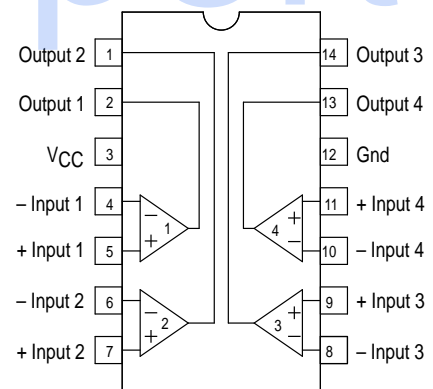 port
Output 2 1 14 Output 3
Output 1 2 13 Output 4
VCC 3 12 Gnd
– Input 1 4 – 1 + 4 11 + Input 4
+ Input 1 5 + – 10 – Input 4
– Input 2 6 – 2 + 3 9 + Input 3
+ Input 2 7 + – 8 – Input 3